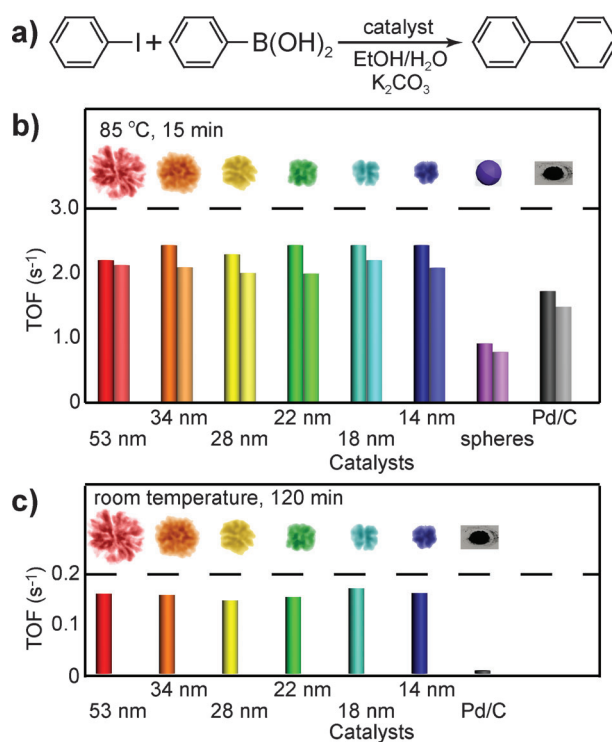 a)
I + B(OH)₂
catalyst
EtOH/H₂O
K₂CO₃
b)
85 °C, 15 min
TOF (s⁻¹)
3.0
2.0
1.0
0
34 nm 22 nm 14 nm Pd/C
53 nm 28 nm 18 nm spheres
Catalysts
c)
room temperature, 120 min
TOF (s⁻¹)
0.2
0.1
0
34 nm 22 nm 14 nm
53 nm 28 nm 18 nm Pd/C
Catalysts